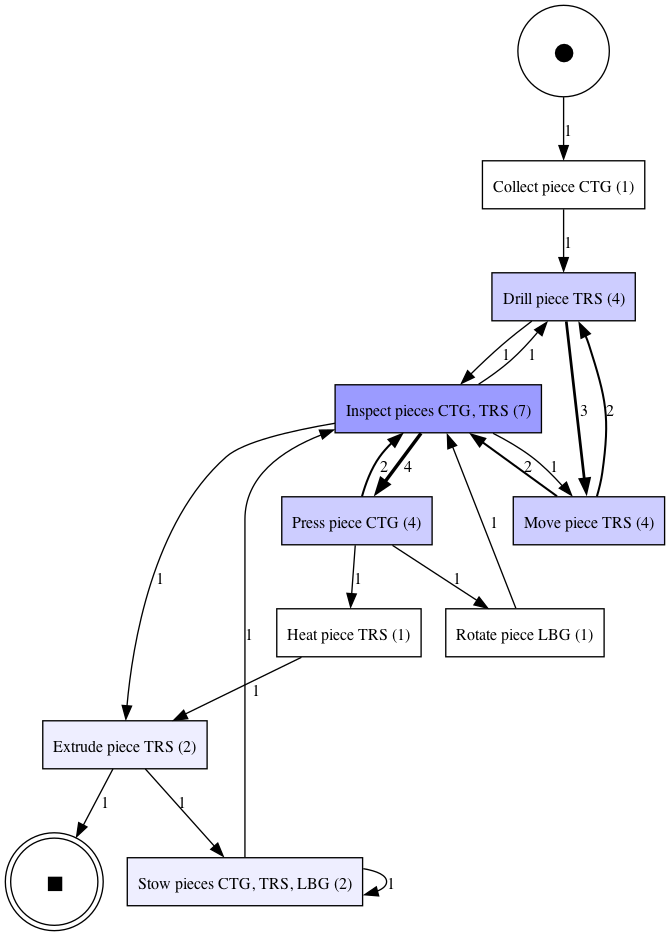 1
Collect piece CTG (1)
1
Drill piece TRS (4)
1
1
3
2
Inspect pieces CTG, TRS (7)
2
4
2
1
Press piece CTG (4)
Move piece TRS (4)
1
1
1
1
1
Heat piece TRS (1)
Rotate piece LBG (1)
1
Extrude piece TRS (2)
1
1
Stow pieces CTG, TRS, LBG (2)
1